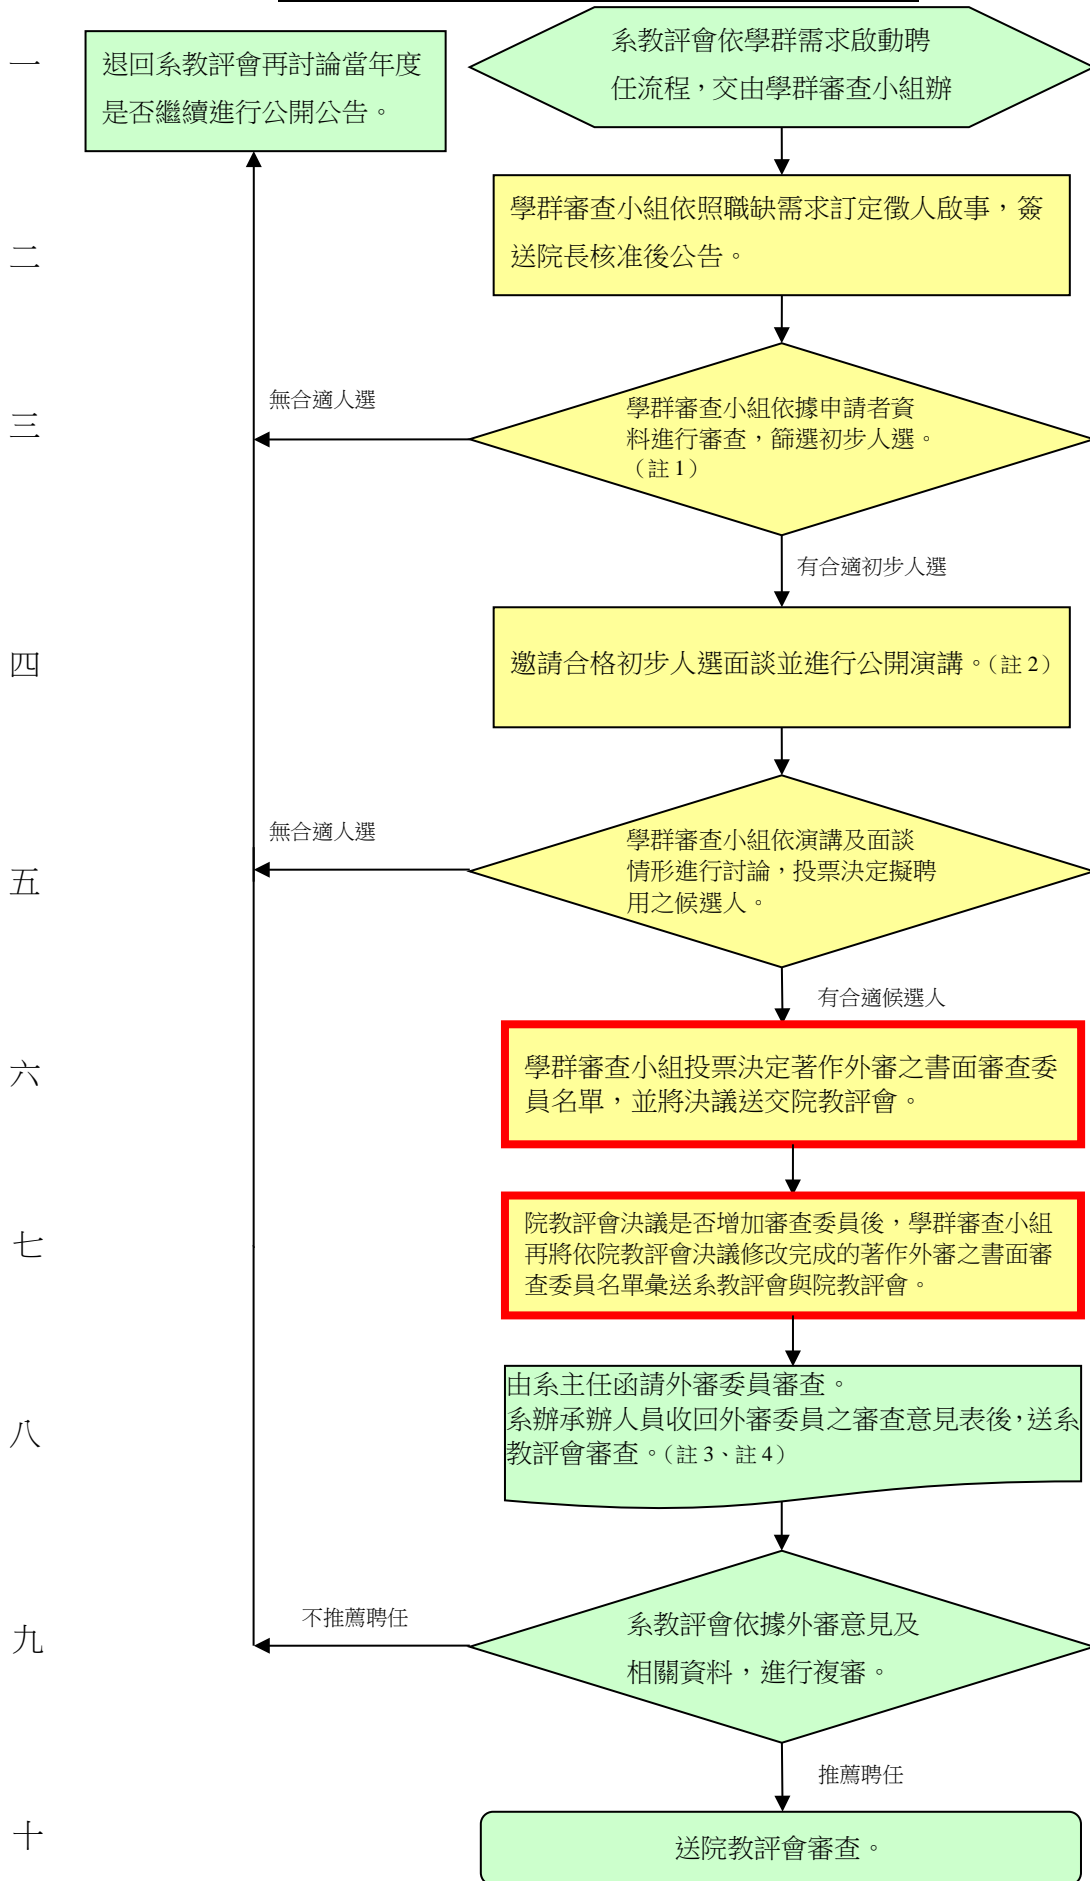 一
退回系教評會再討論當年度
是否繼續進行公開公告。
系教評會依學群需求啟動聘
任流程，交由學群審查小組辦
二
學群審查小組依照職缺需求訂定徵人啟事，簽
送院長核准後公告。
三
無合適人選
學群審查小組依據申請者資
料進行審查，篩選初步人選。
（註 1）
有合適初步人選
四
邀請合格初步人選面談並進行公開演講。（註 2）
五
無合適人選
學群審查小組依演講及面談
情形進行討論，投票決定擬聘
用之候選人。
有合適候選人
六
學群審查小組投票決定著作外審之書面審查委
員名單，並將決議送交院教評會。
七
院教評會決議是否增加審查委員後，學群審查小組
再將依院教評會決議修改完成的著作外審之書面審
查委員名單彙送系教評會與院教評會。
八
由系主任函請外審委員審查。
系辦承辦人員收回外審委員之審查意見表後，送系
教評會審查。（註 3、註 4）
九
不推薦聘任
系教評會依據外審意見及
相關資料，進行複審。
推薦聘任
十
送院教評會審查。